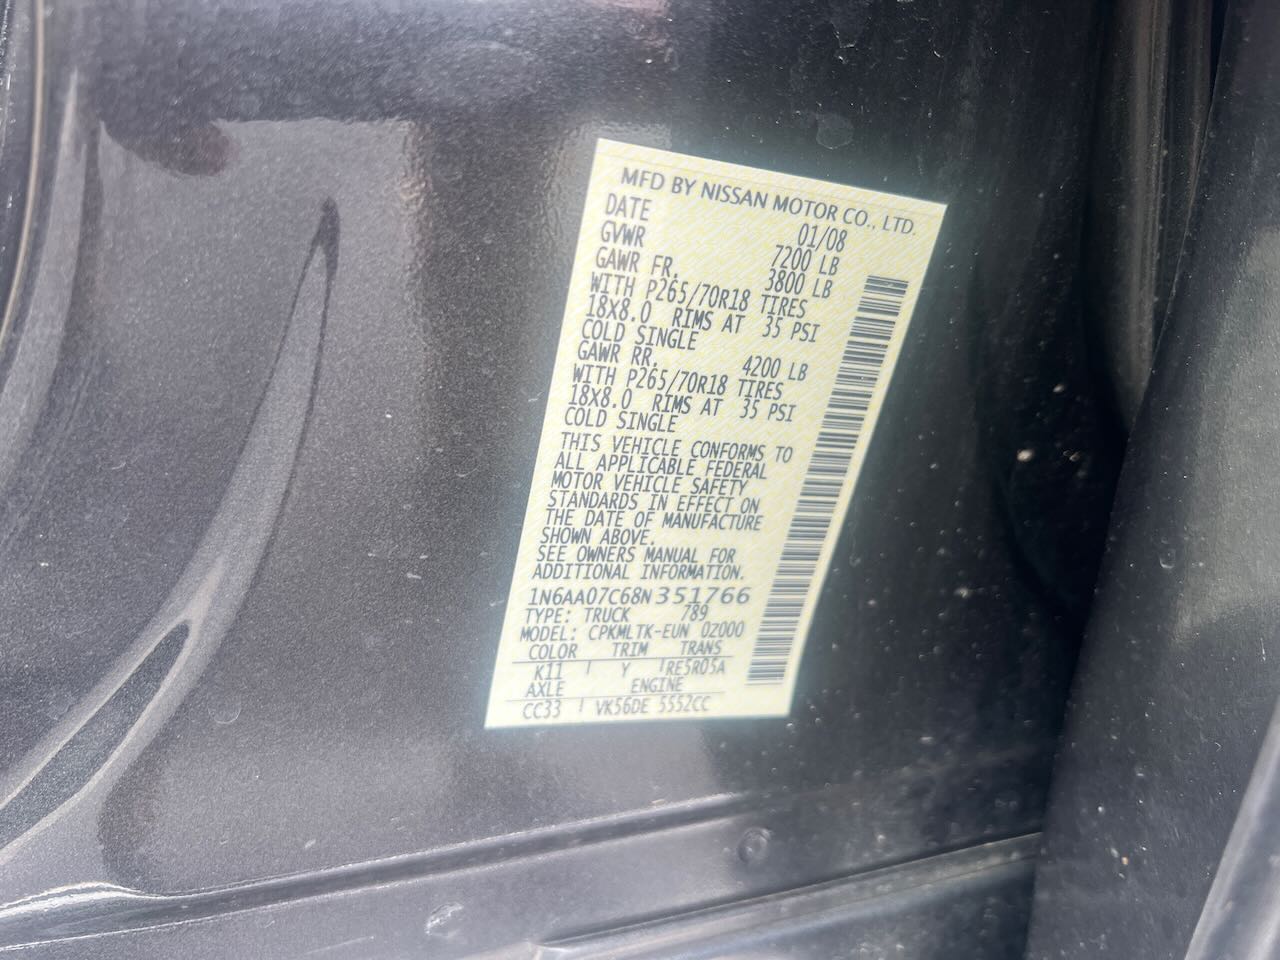 MFD BY NISSAN MOTOR CO., LTD.
DATE 01/08
GVWR 7200 LB
GAWR FR. 3800 LB
WITH P265/70R18 TIRES
18X8.0 RIMS AT 35 PSI
COLD SINGLE
GAWR RR. 4200 LB
WITH P265/70R18 TIRES
18X8.0 RIMS AT 35 PSI
COLD SINGLE
THIS VEHICLE CONFORMS TO
ALL APPLICABLE FEDERAL
MOTOR VEHICLE SAFETY
STANDARDS IN EFFECT ON
THE DATE OF MANUFACTURE
SHOWN ABOVE.
SEE OWNERS MANUAL FOR
ADDITIONAL INFORMATION.
1N6AA07C68N351766
TYPE: TRUCK 789
MODEL: CPKMLTK-EUN 0Z000
COLOR TRIM TRANS
K11 Y RE5R05A
AXLE ENGINE
CC33 VK56DE 5552CC